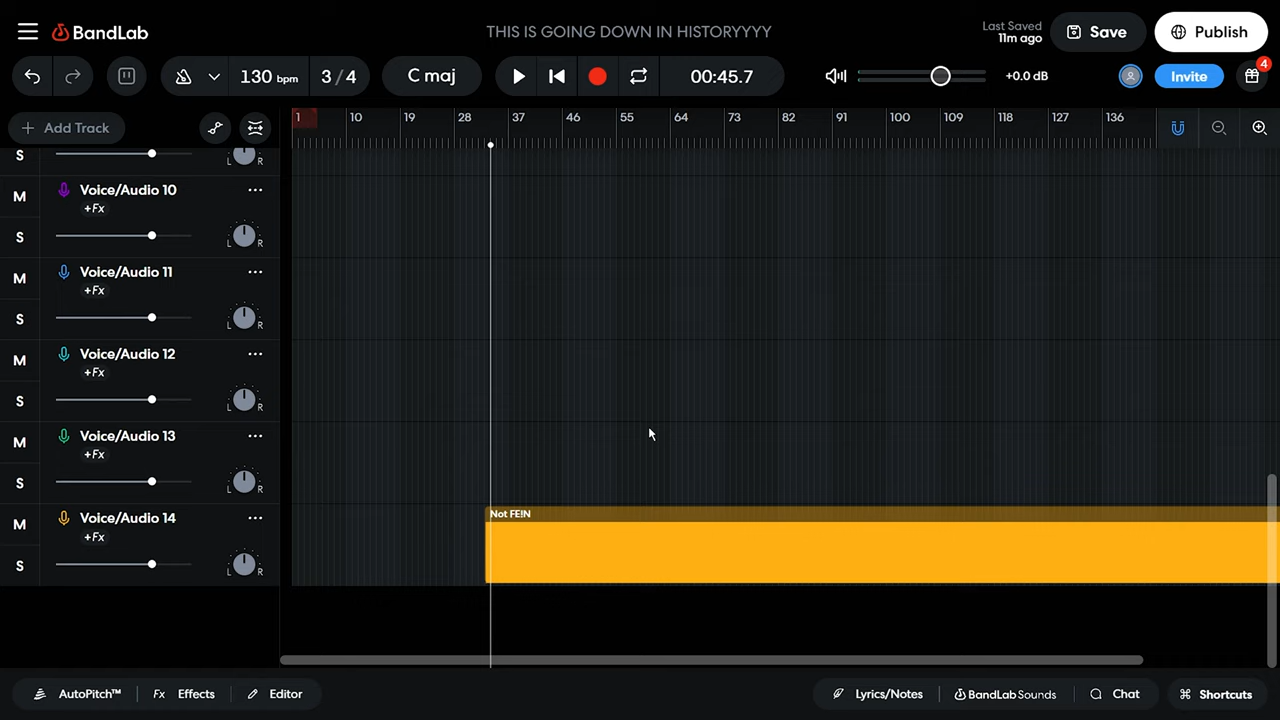 BandLab
THIS IS GOING DOWN IN HISTORYYYY
Last Saved
11m ago
Save
Publish
130 bpm
3 / 4
C maj
00:45.7
+0.0 dB
Invite
4
Add Track
1 10 19 28 37 46 55 64 73 82 91 100 109 118 127 136
S
L R
M
Voice/Audio 10
+Fx
S
L R
M
Voice/Audio 11
+Fx
S
L R
M
Voice/Audio 12
+Fx
S
L R
M
Voice/Audio 13
+Fx
S
L R
M
Voice/Audio 14
+Fx
S
L R
Not FE!N
AutoPitch™
Fx Effects
Editor
Lyrics/Notes
BandLab Sounds
Chat
Shortcuts